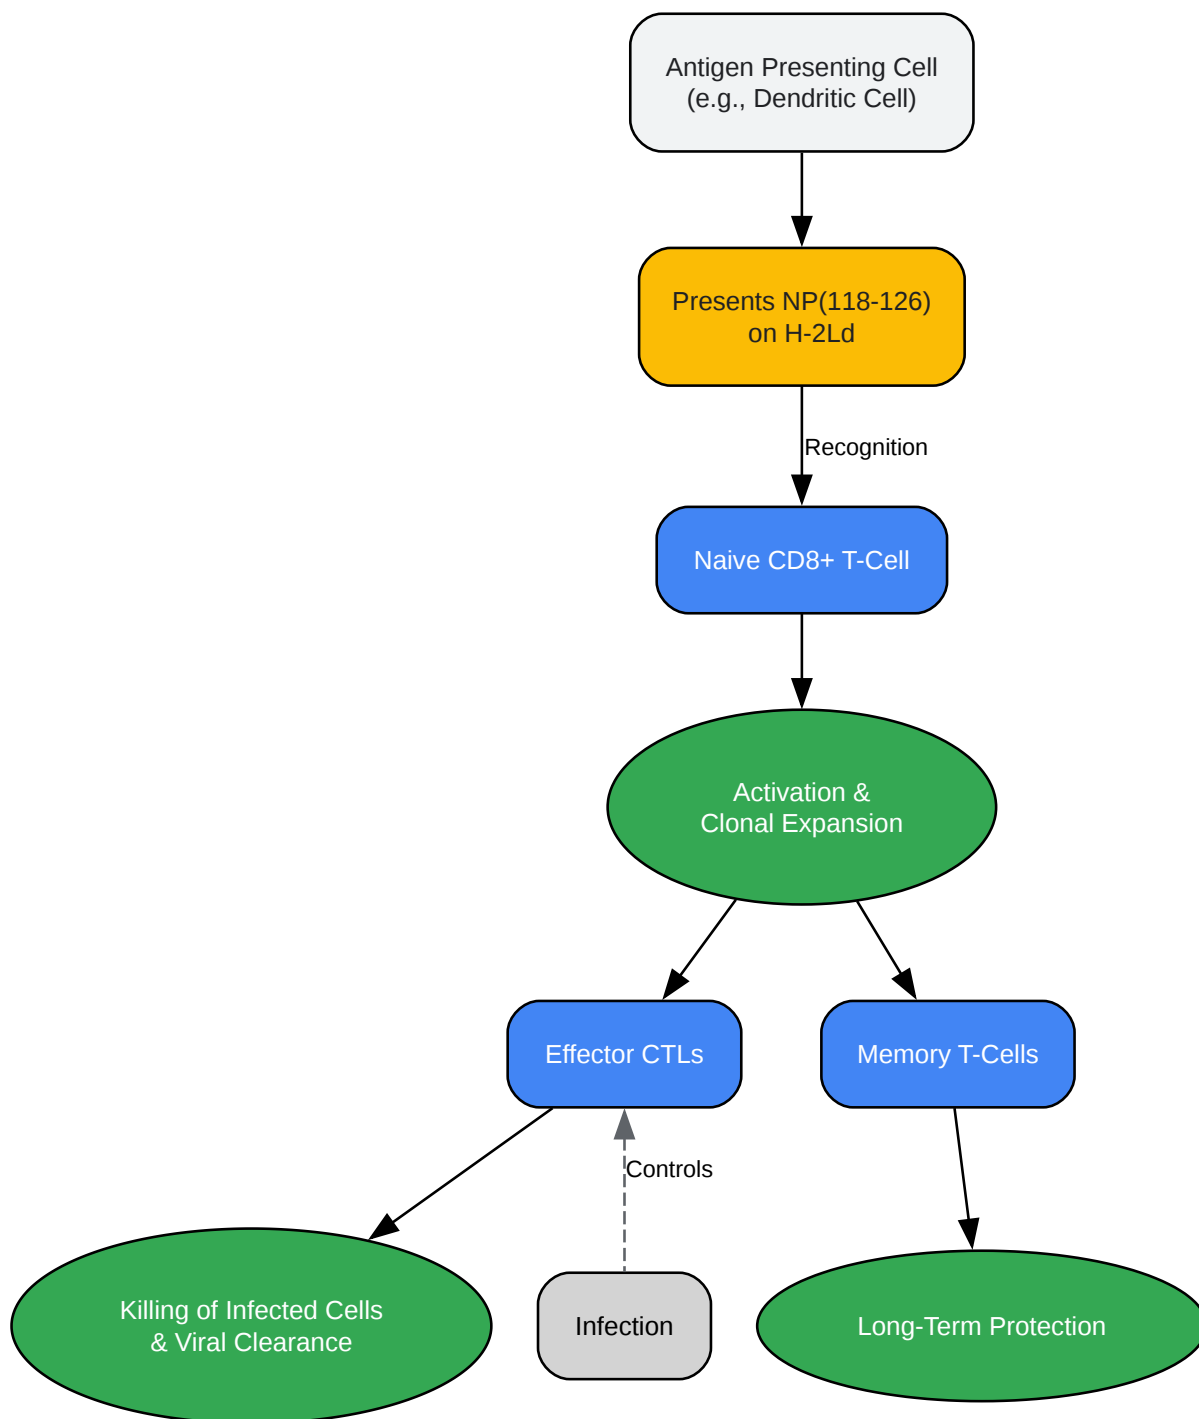 Antigen Presenting Cell
(e.g., Dendritic Cell)
Presents NP(118-126)
on H-2Ld
Recognition
Naive CD8+ T-Cell
Activation &
Clonal Expansion
Effector CTLs
Memory T-Cells
Controls
Killing of Infected Cells
& Viral Clearance
Infection
Long-Term Protection